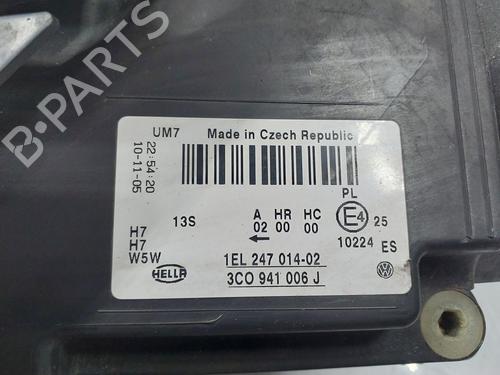 B-PARTS
UM7 Made in Czech Republic
22:54:20
10-11-05
PL
13S
A HR HC
02 00 00
E4 25
10224 ES
H7
H7
W5W
1EL 247 014-02
HELLA
3C0 941 006 J
VW